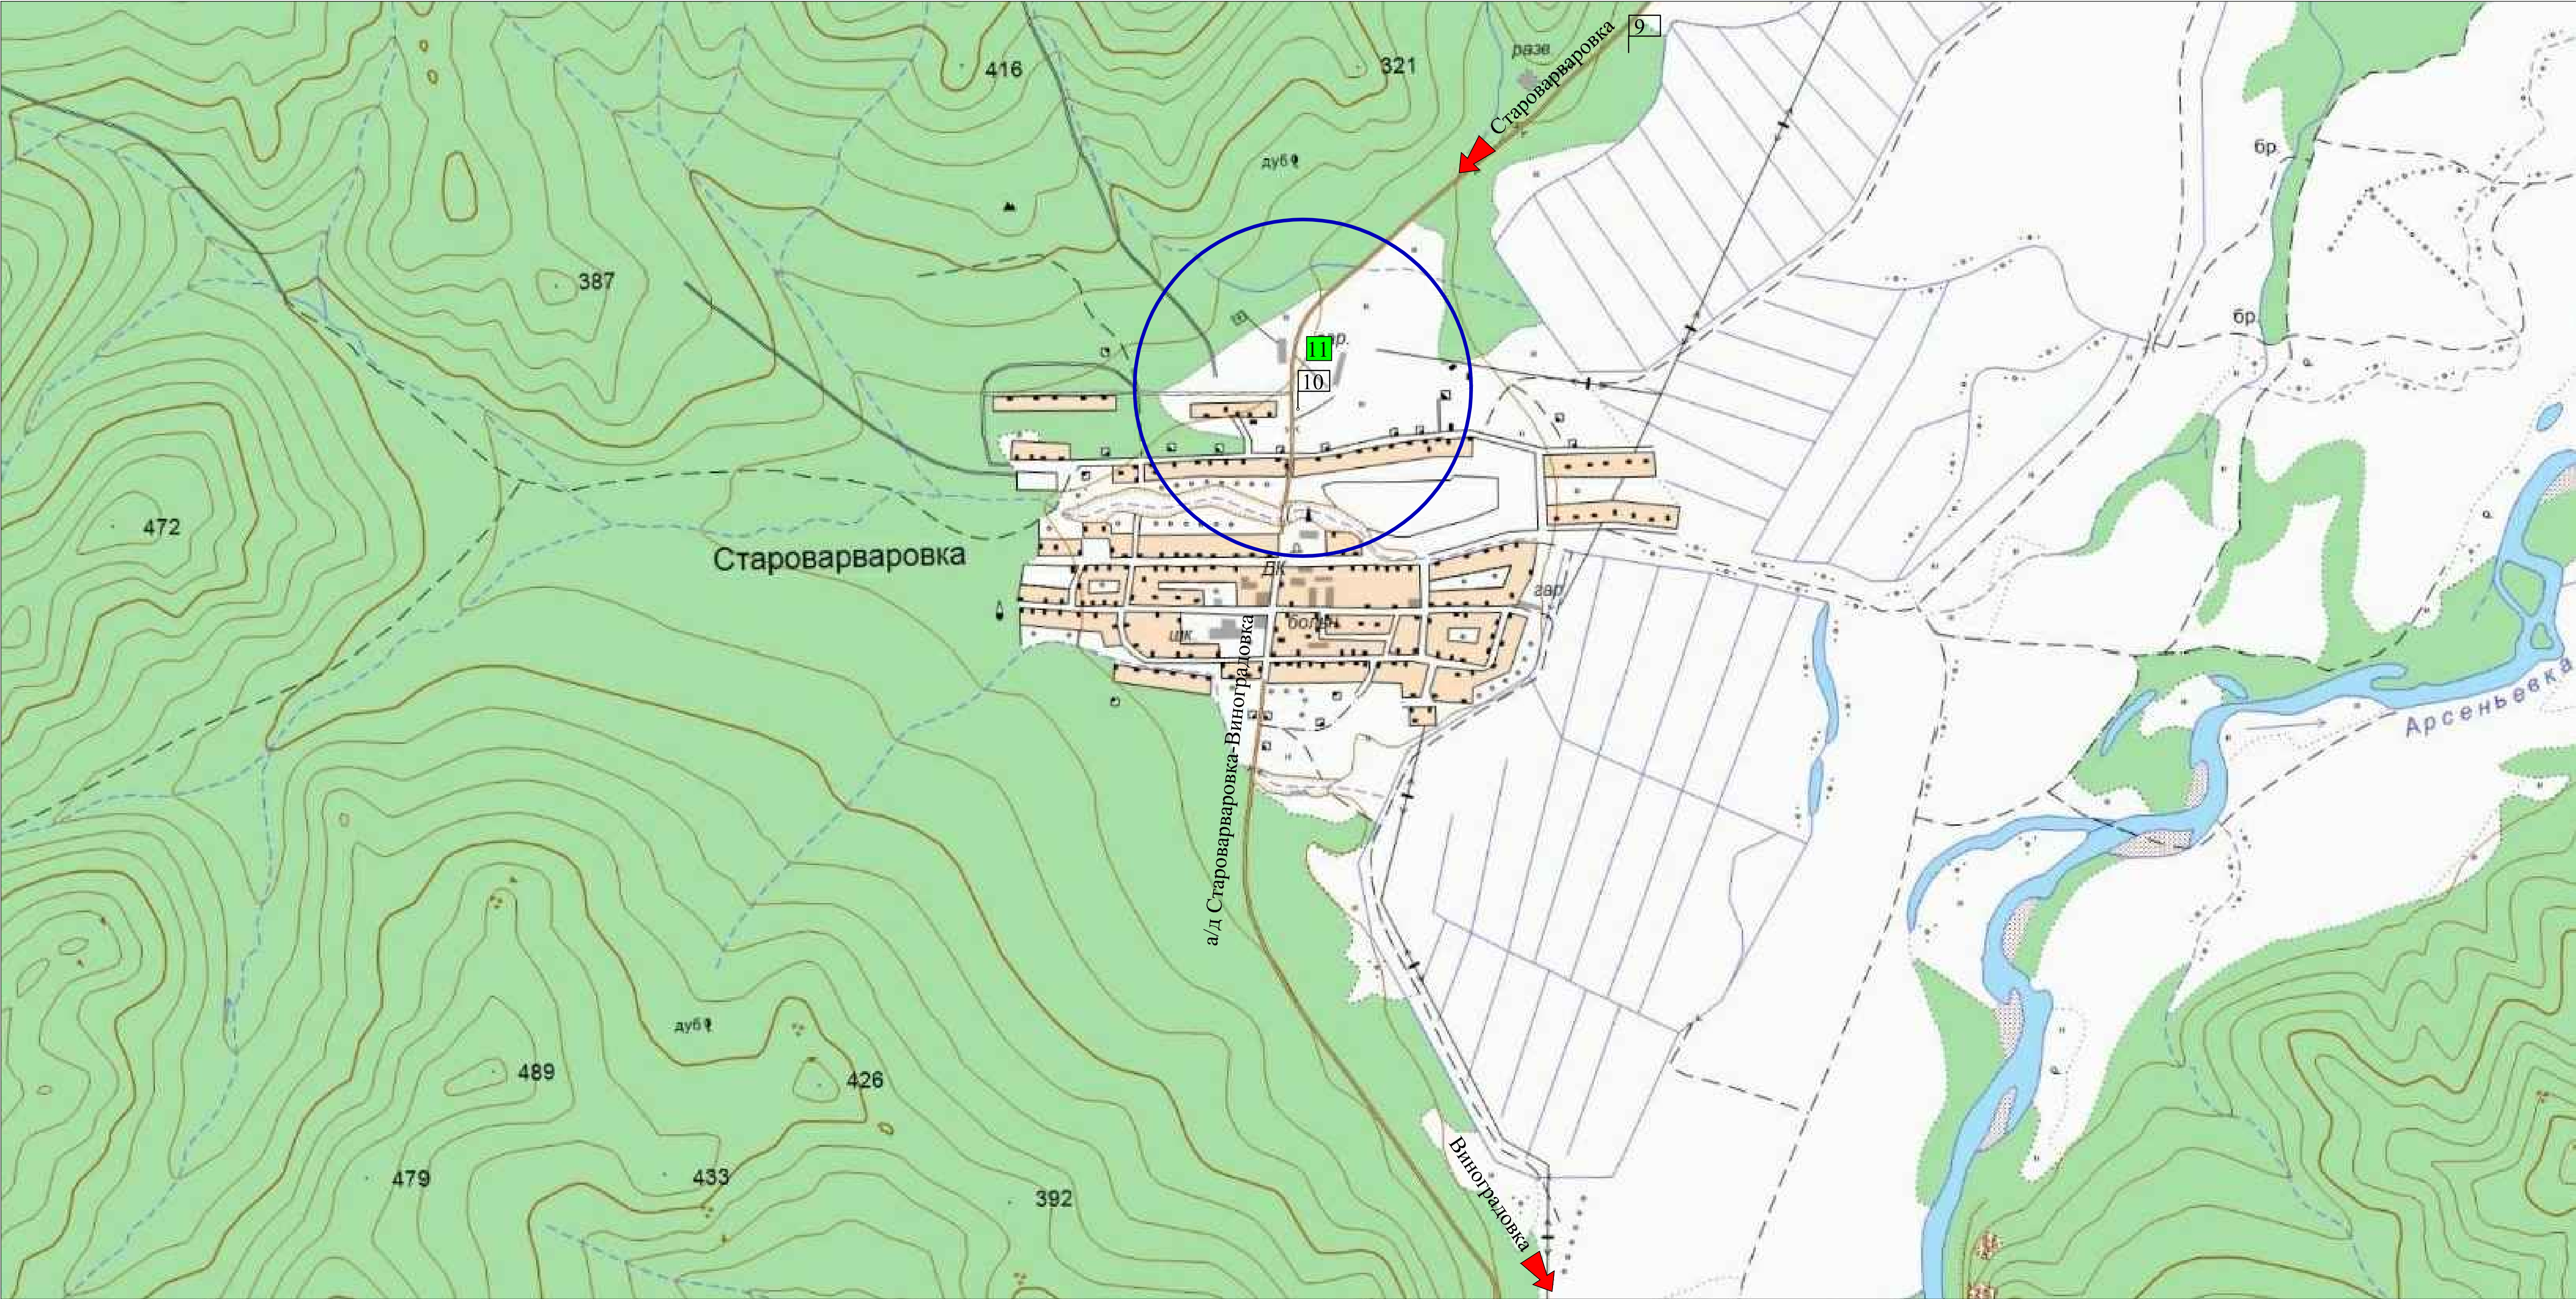 9
Староварваровка
разв
416
321
дуб
бр.
387
бр.
11
10
472
Староварваровка
ДК
гар
шк.
больн.
а/д Староварваровка-Виноградовка
Арсеньевка
дуб
489
426
479
433
392
Виноградовка